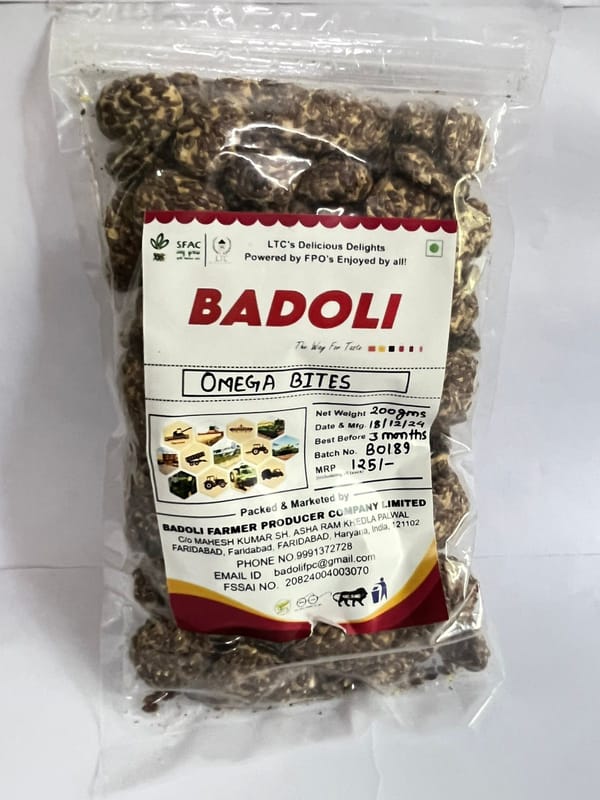 SFAC
LTC
LTC's Delicious Delights
Powered by FPO's Enjoyed by all!
BADOLI
The Way For Taste
OMEGA BITES
Net Weight 200gms
Date & Mfg. 18/12/24
Best Before 3 months
Batch No. B0189
MRP 125/-
Packed & Marketed by
BADOLI FARMER PRODUCER COMPANY LIMITED
C/o MAHESH KUMAR SH. ASHA RAM KHEDLA PALWAL
FARIDABAD, Faridabad, FARIDABAD, Haryana, India, 121102
PHONE NO.9991372728
EMAIL ID badolifpc@gmail.com
FSSAI NO. 20824004003070